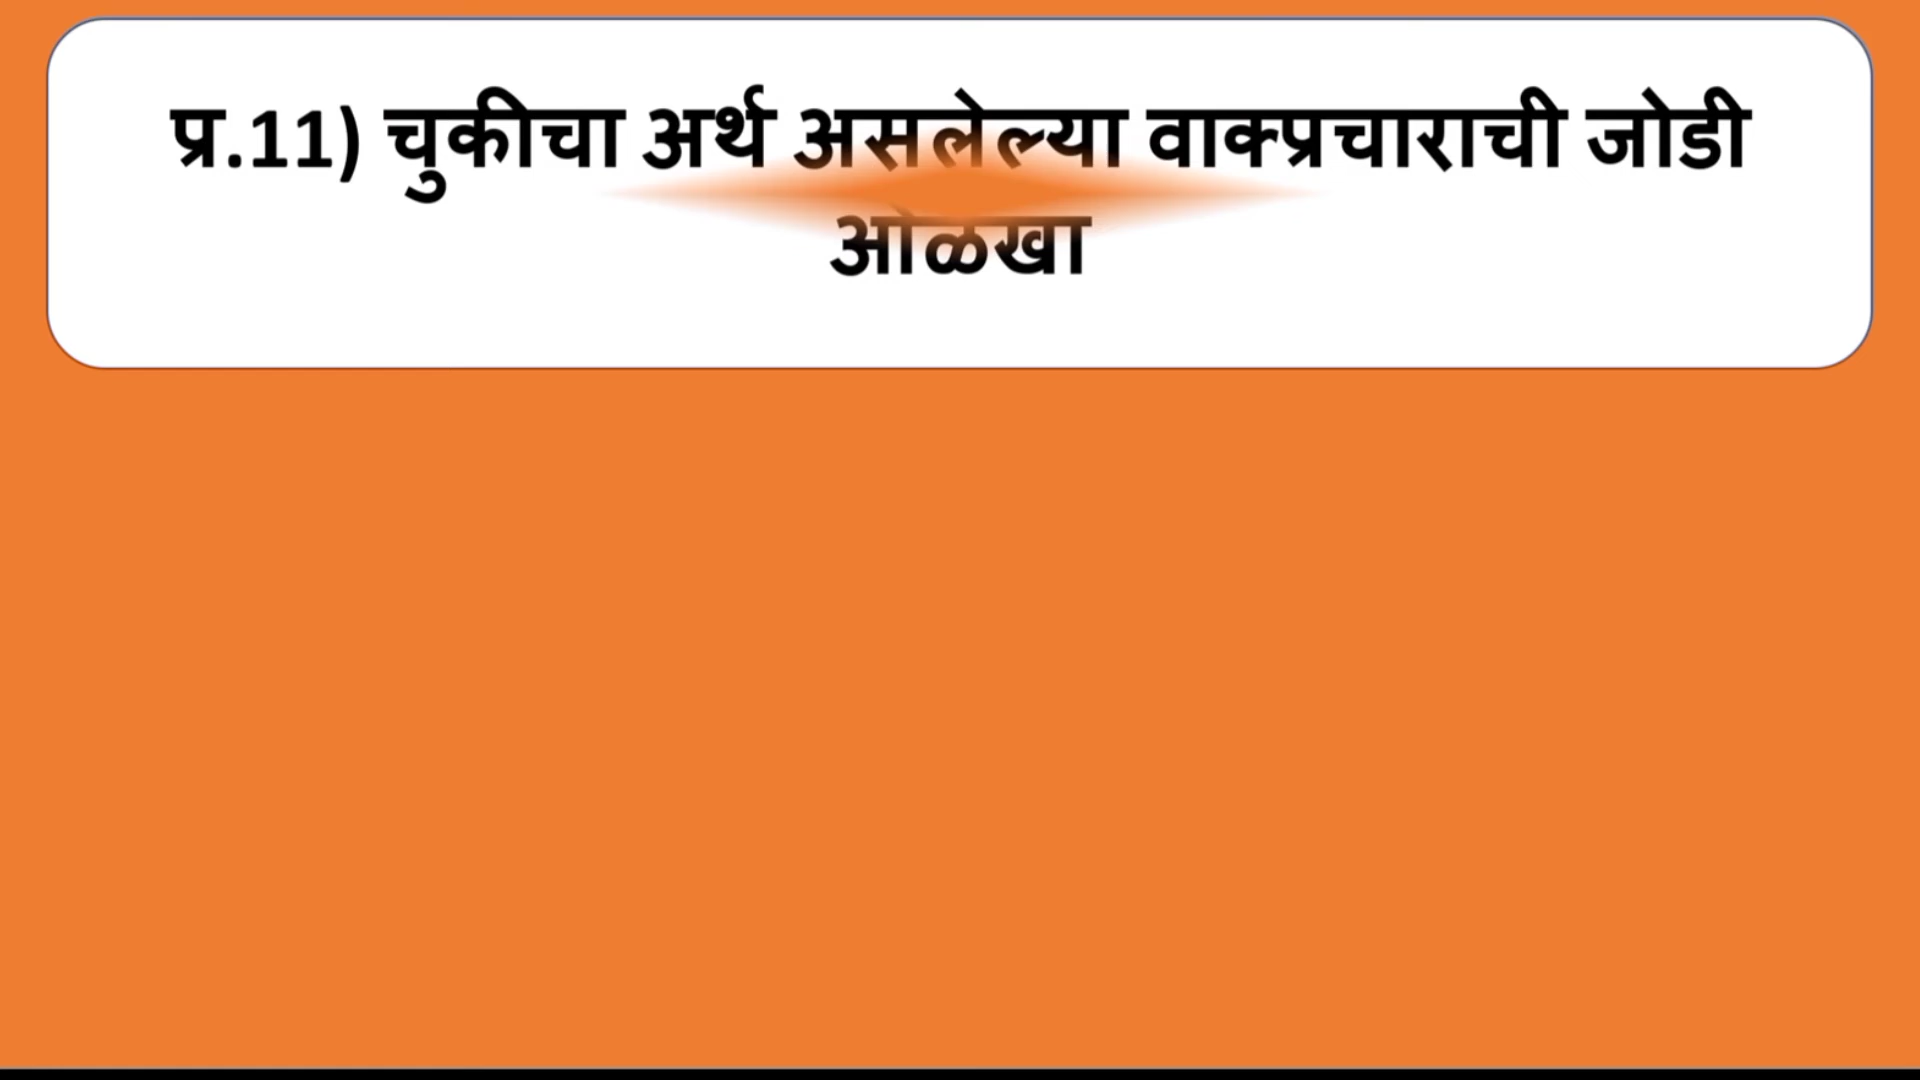 प्र.11) चुकीचा अर्थ असलेल्या वाक्प्रचाराची जोडी
ओळखा